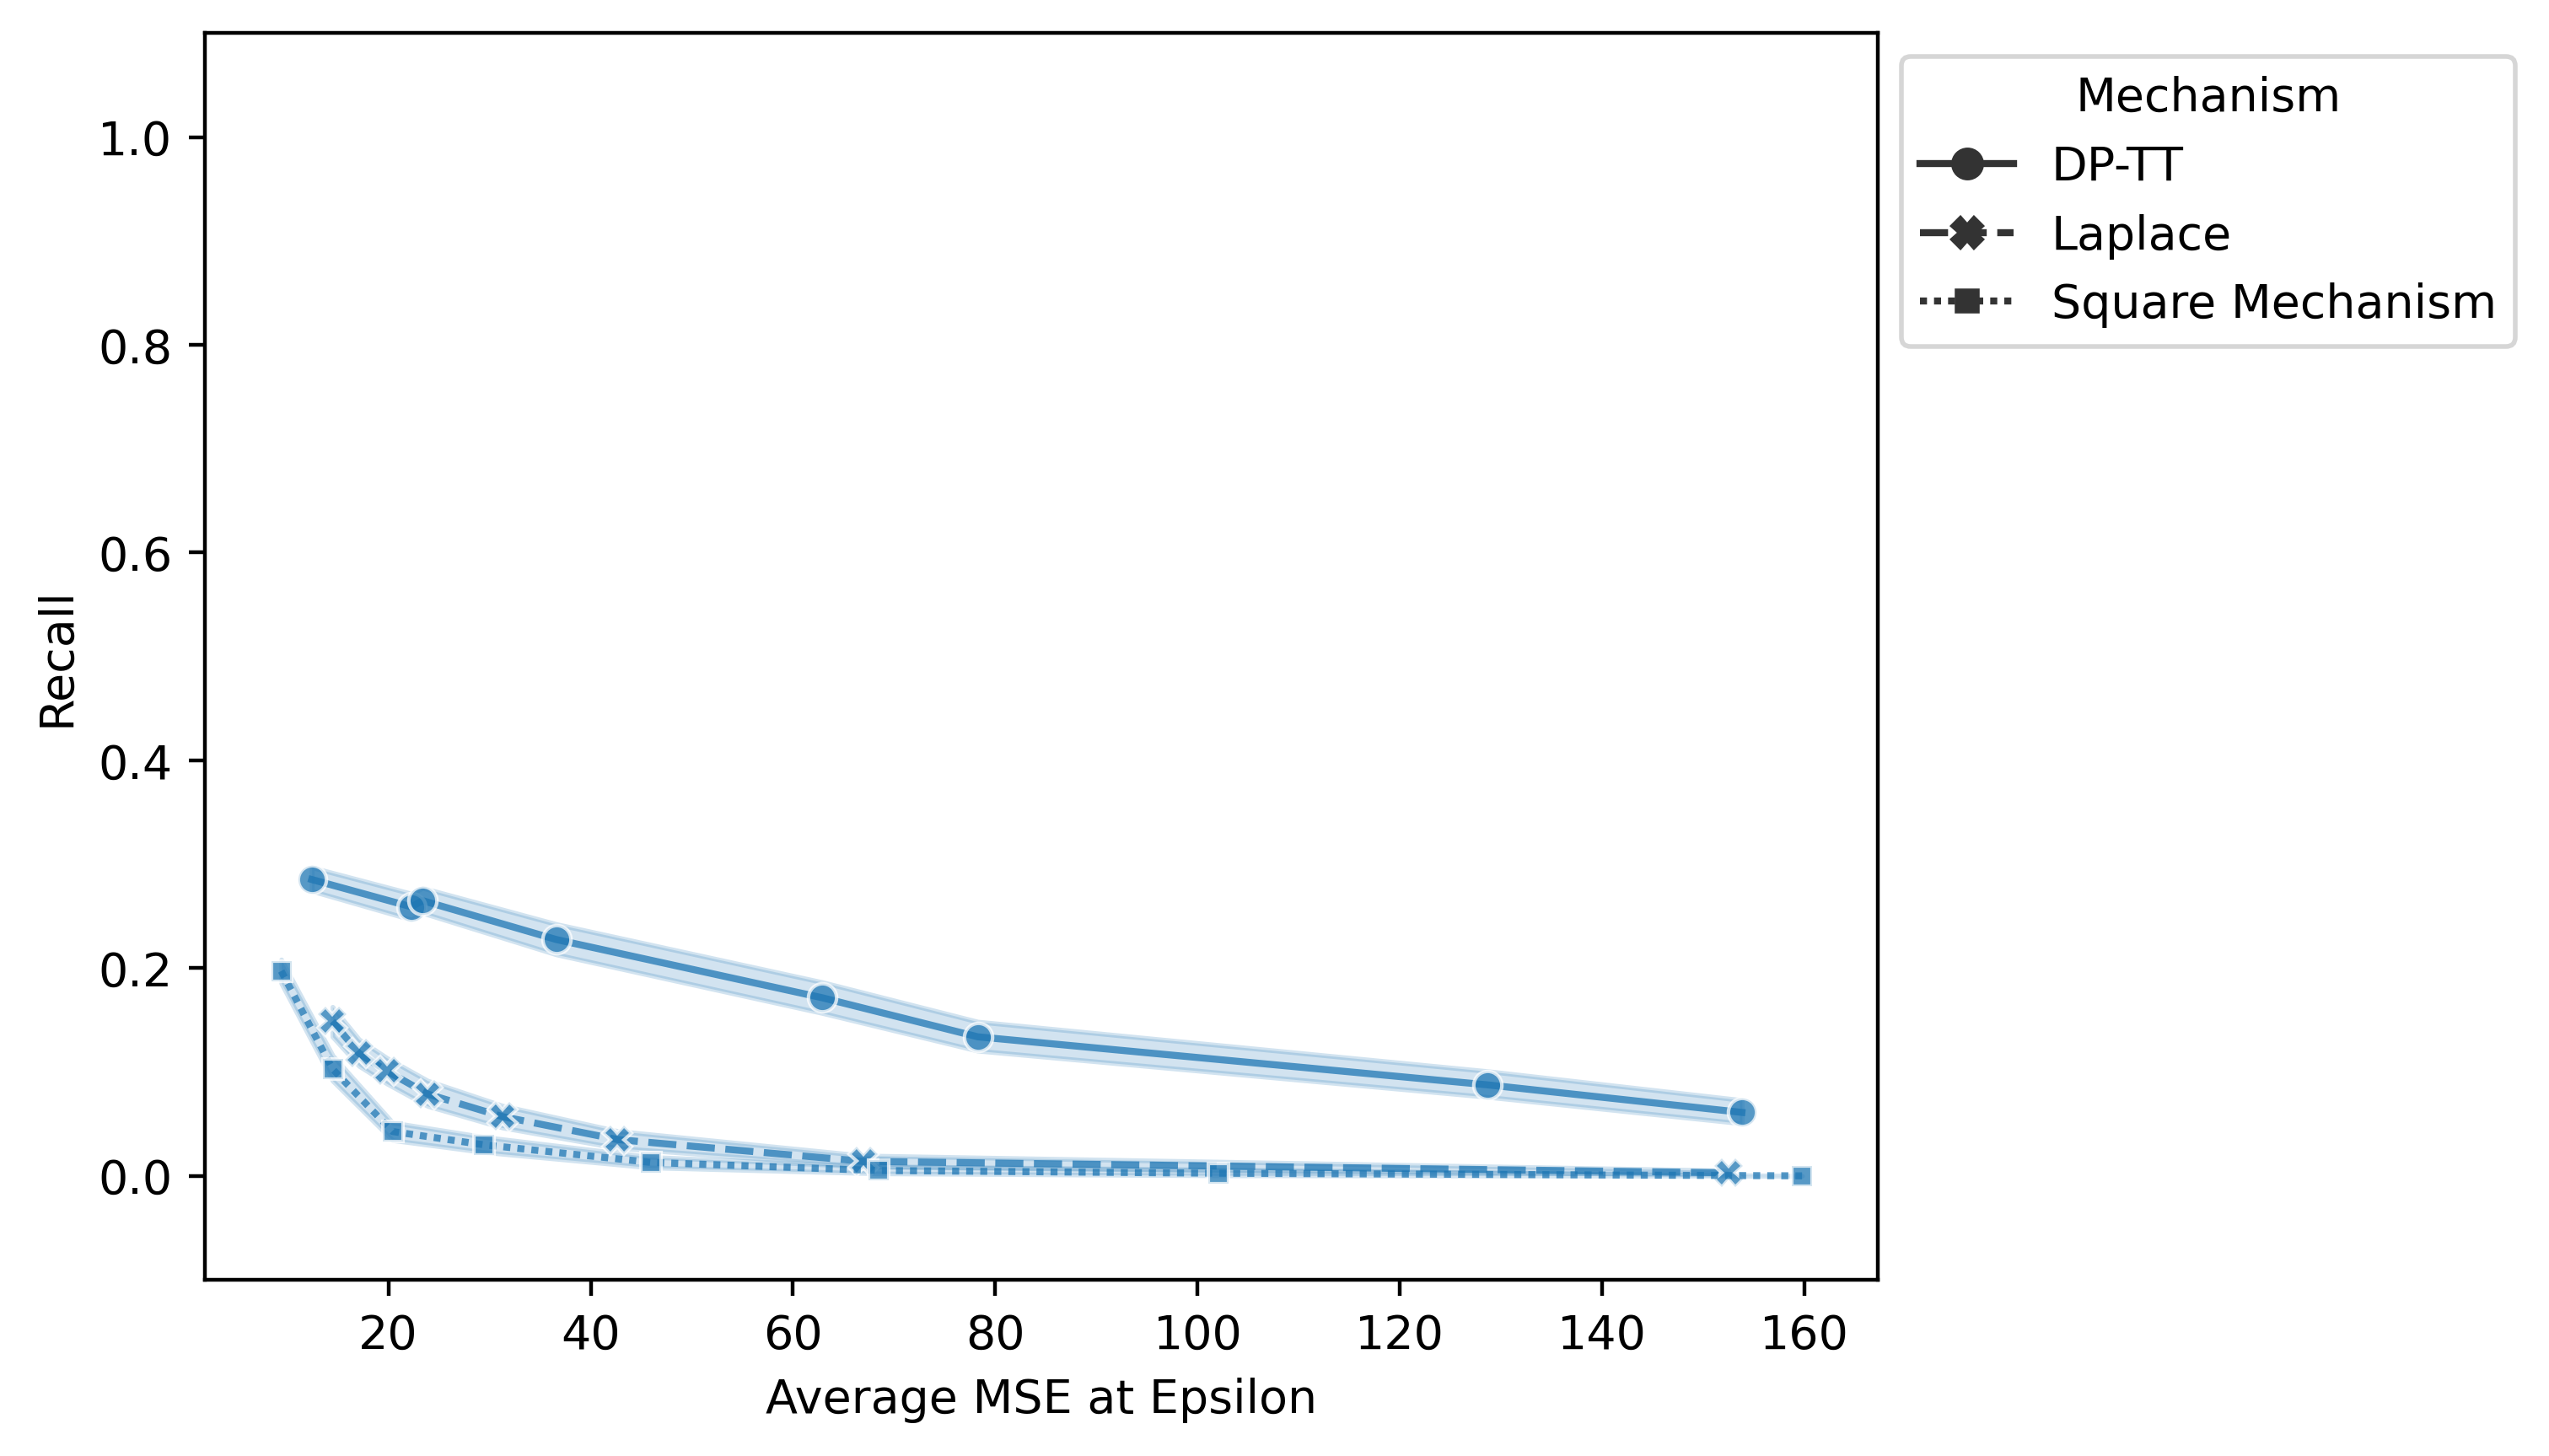 Mechanism
DP-TT
Laplace
Square Mechanism
Recall
1.0
0.8
0.6
0.4
0.2
0.0
20 40 60 80 100 120 140 160
Average MSE at Epsilon